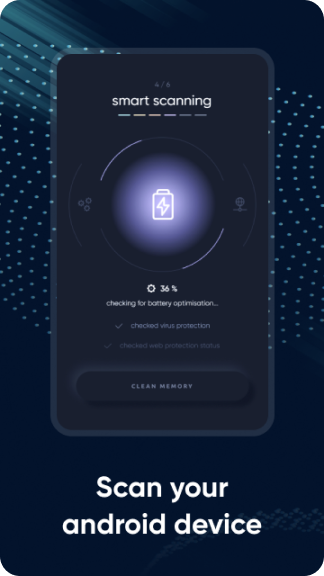 4 / 6
smart scanning
36 %
checking for battery optimisation...
checked virus protection
checked web protection status
CLEAN MEMORY
Scan your
android device